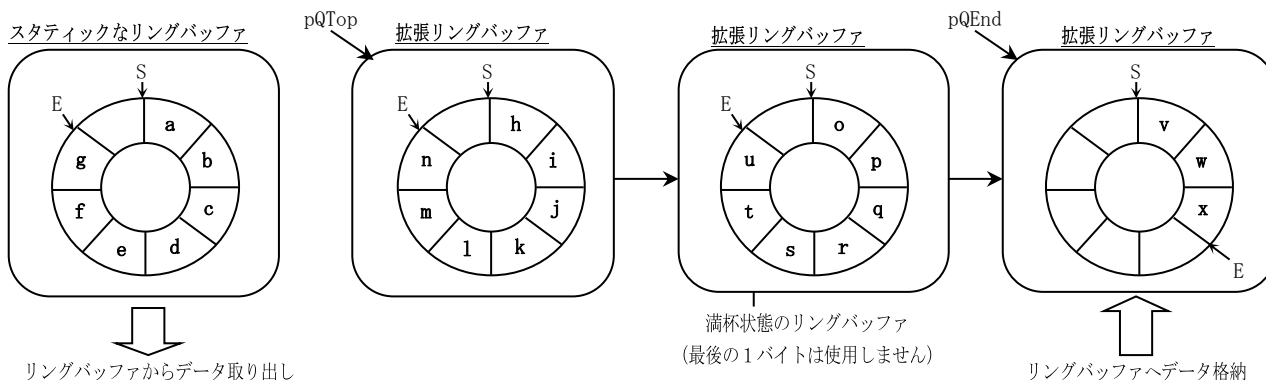 スタティックなリングバッファ
pQTop
拡張リングバッファ
拡張リングバッファ
pQEnd
拡張リングバッファ
S
E
a
b
c
d
e
f
g
S
E
h
i
j
k
l
m
n
S
E
o
p
q
r
s
t
u
S
v
w
x
E
満杯状態のリングバッファ
(最後の１バイトは使用しません)
リングバッファからデータ取り出し
リングバッファへデータ格納